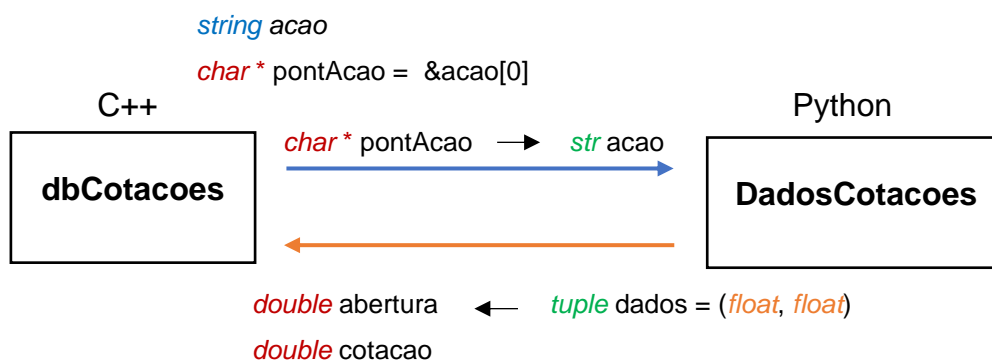 string acao
char * pontAcao = &acao[0]
C++
Python
char * pontAcao → str acao
dbCotacoes
DadosCotacoes
double abertura ← tuple dados = (float, float)
double cotacao